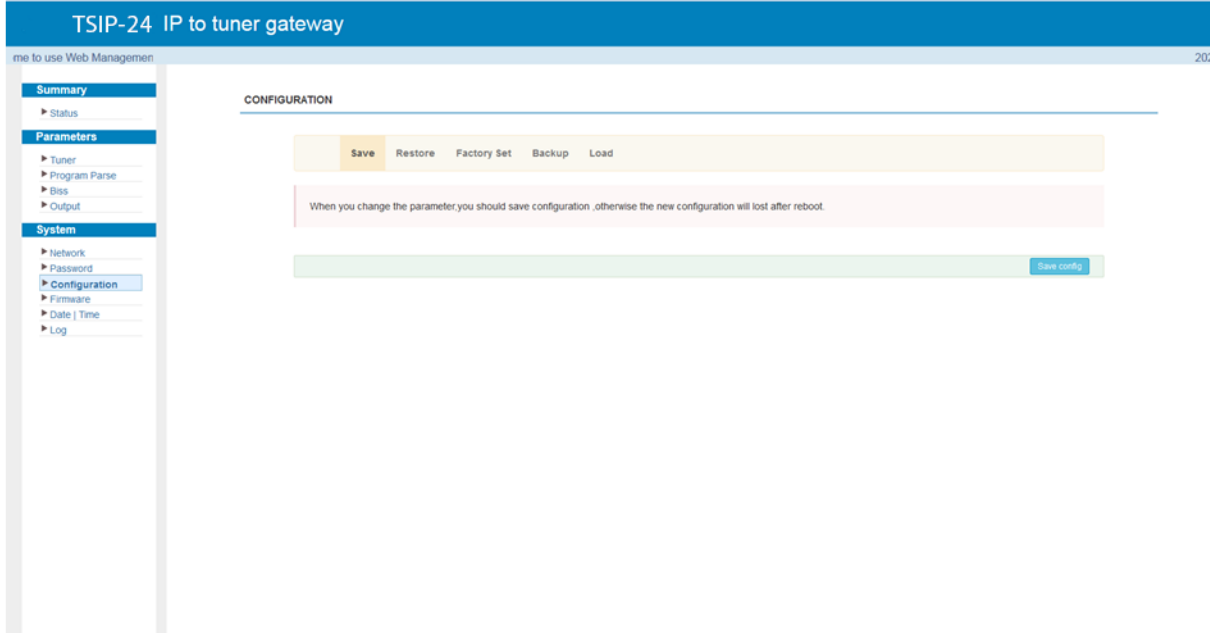 TSIP-24 IP to tuner gateway
me to use Web Managemen
202
Summary
Status
Parameters
Tuner
Program Parse
Biss
Output
System
Network
Password
Configuration
Firmware
Date | Time
Log
CONFIGURATION
Save Restore Factory Set Backup Load
When you change the parameter,you should save configuration ,otherwise the new configuration will lost after reboot.
Save config